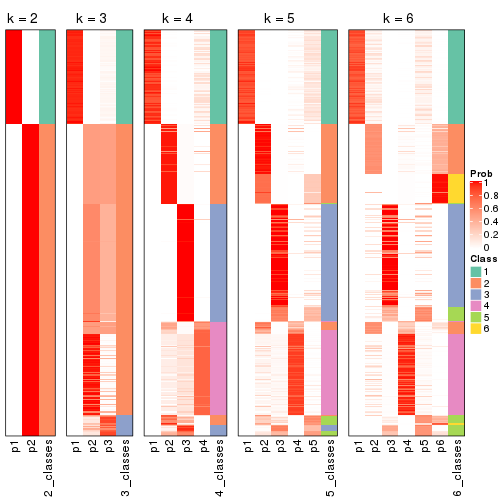 k = 2
k = 3
k = 4
k = 5
k = 6
Prob
1
0.8
0.6
0.4
0.2
0
Class
1
2
3
4
5
6
p1
p2
2_classes
p1
p2
p3
3_classes
p1
p2
p3
p4
4_classes
p1
p2
p3
p4
p5
5_classes
p1
p2
p3
p4
p5
p6
6_classes